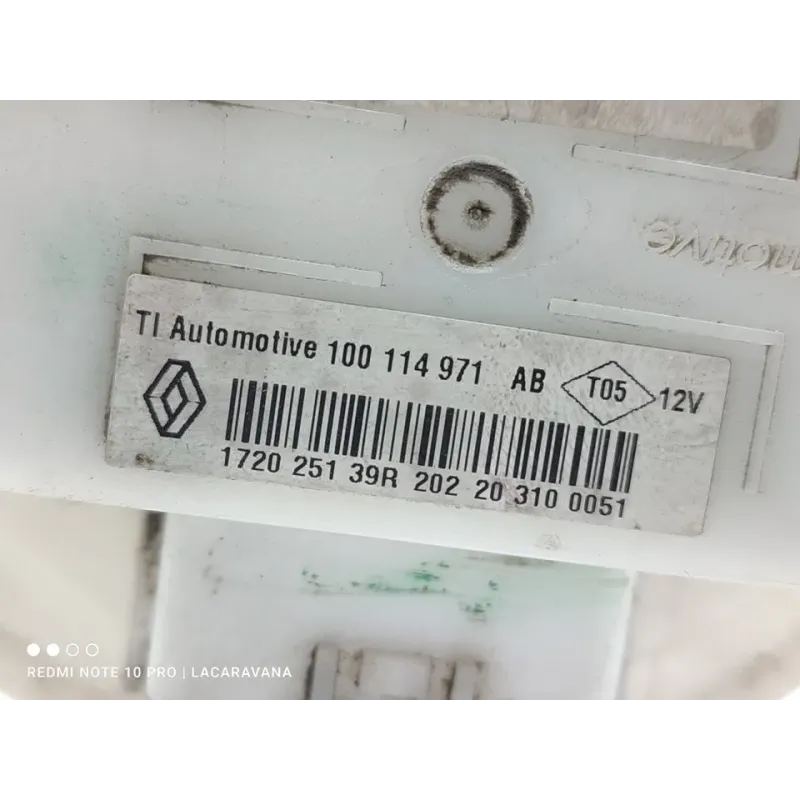 TI Automotive 100 114 971 AB T05 12V
1720 251 39R 202 20 310 0051
REDMI NOTE 10 PRO | LACARAVANA